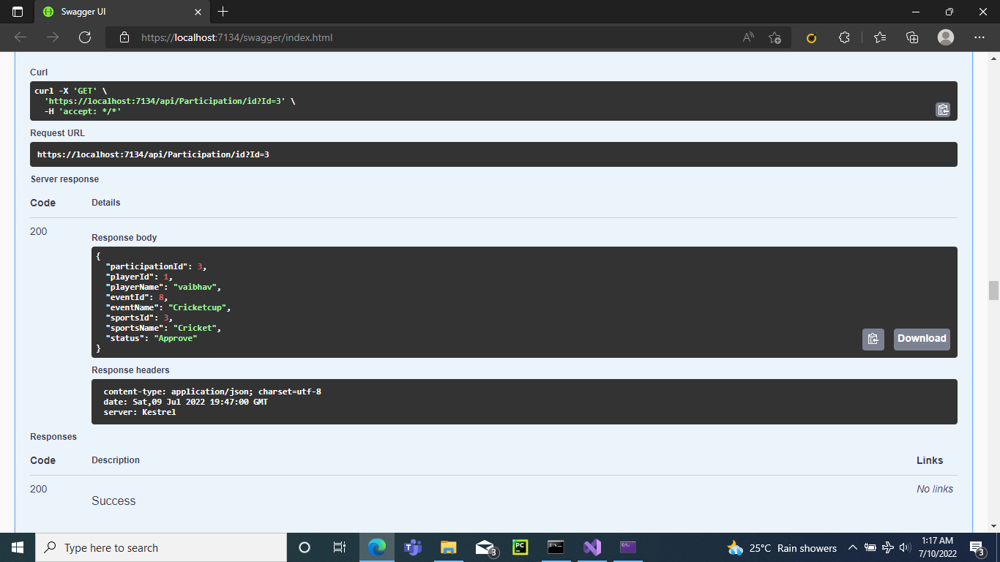 Swagger UI
https://localhost:7134/swagger/index.html
Curl
curl -X 'GET' \
'https://localhost:7134/api/Participation/id?Id=3' \
-H 'accept: */*'
Request URL
https://localhost:7134/api/Participation/id?Id=3
Server response
Code Details
200
Response body
{
"participationId": 3,
"playerId": 1,
"playerName": "vaibhav",
"eventId": 8,
"eventName": "Cricketcup",
"sportsId": 3,
"sportsName": "Cricket",
"status": "Approve"
}
Download
Response headers
content-type: application/json; charset=utf-8
date: Sat,09 Jul 2022 19:47:00 GMT
server: Kestrel
Responses
Code Description Links
200 No links
Success
Type here to search
3
PC
25°C Rain showers
1:17 AM
7/10/2022
3